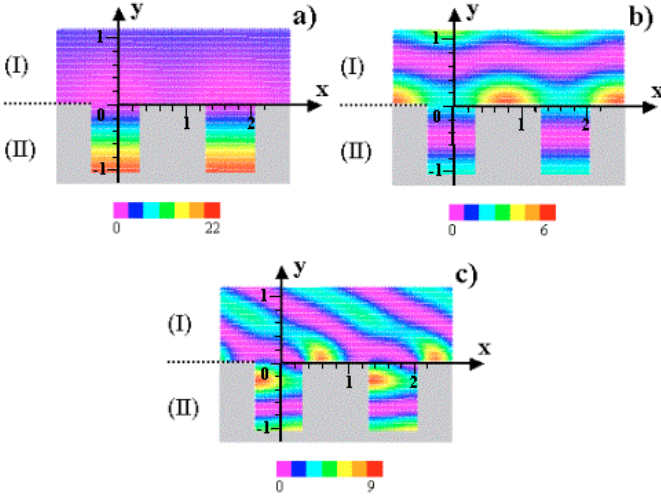 y a) y b)
1 1
(I) (I)
x x
0 1 2 0 1 2
(II) (II)
-1 -1
0 22 0 6
y c)
1
(I)
x
0 1 2
(II)
-1
0 9